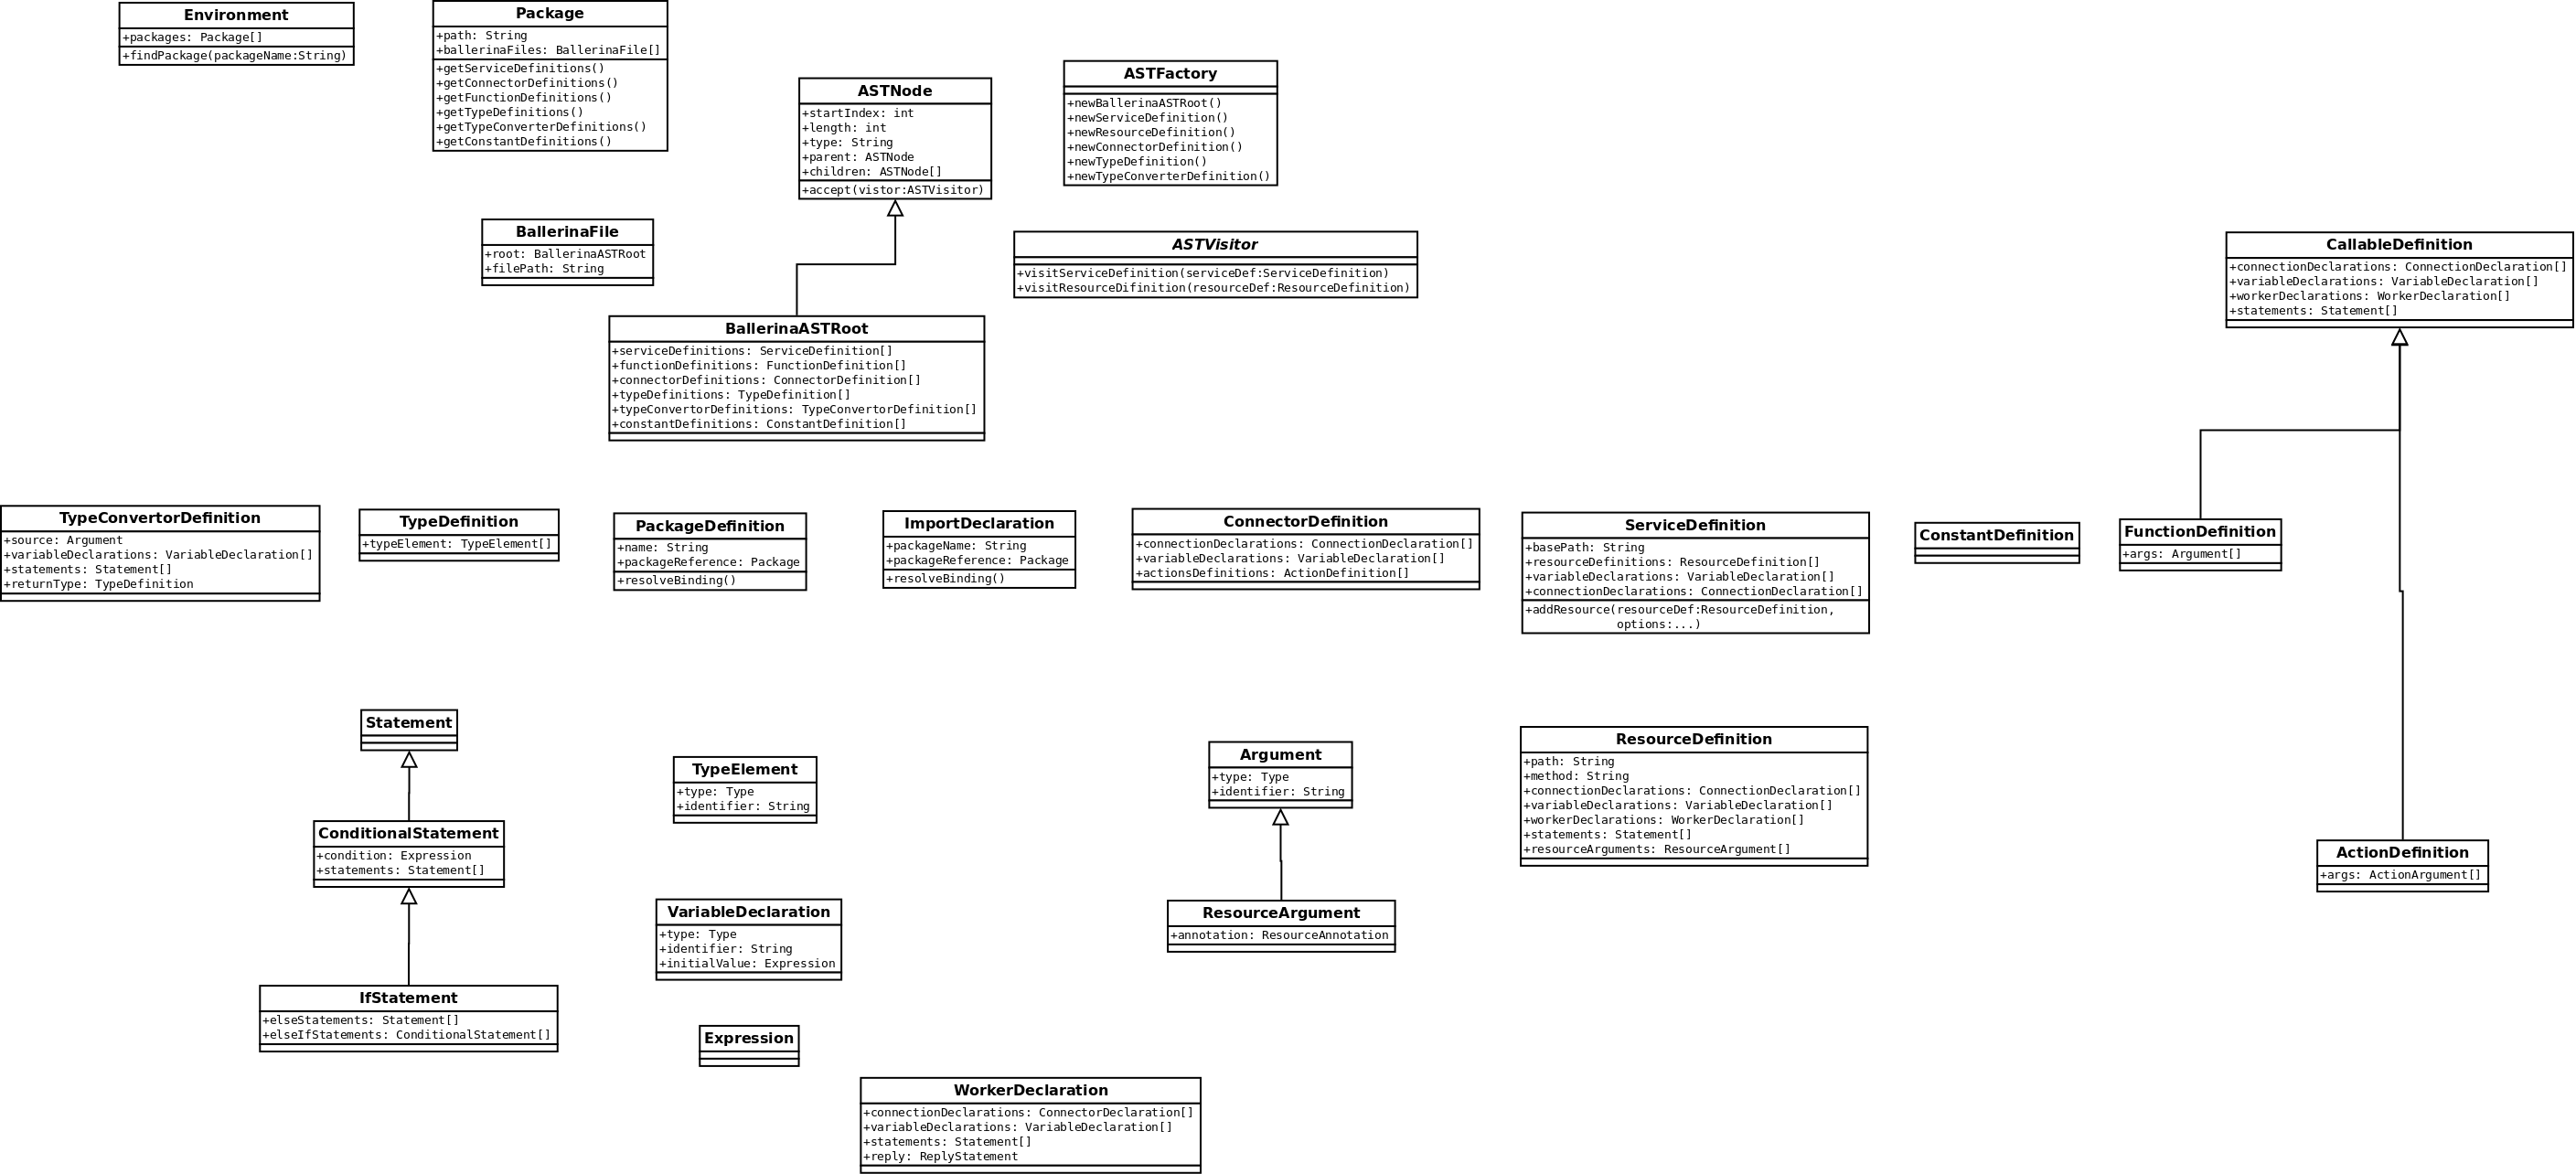 Environment
+packages: Package[]
+findPackage(packageName:String)
Package
+path: String
+ballerinaFiles: BallerinaFile[]
+getServiceDefinitions()
+getConnectorDefinitions()
+getFunctionDefinitions()
+getTypeDefinitions()
+getTypeConverterDefinitions()
+getConstantDefinitions()
ASTNode
+startIndex: int
+length: int
+type: String
+parent: ASTNode
+children: ASTNode[]
+accept(vistor:ASTVisitor)
ASTFactory
+newBallerinaASTRoot()
+newServiceDefinition()
+newResourceDefinition()
+newConnectorDefinition()
+newTypeDefinition()
+newTypeConverterDefinition()
BallerinaFile
+root: BallerinaASTRoot
+filePath: String
ASTVisitor
+visitServiceDefinition(serviceDef:ServiceDefinition)
+visitResourceDifinition(resourceDef:ResourceDefinition)
CallableDefinition
+connectionDeclarations: ConnectionDeclaration[]
+variableDeclarations: VariableDeclaration[]
+workerDeclarations: WorkerDeclaration[]
+statements: Statement[]
BallerinaASTRoot
+serviceDefinitions: ServiceDefinition[]
+functionDefinitions: FunctionDefinition[]
+connectorDefinitions: ConnectorDefinition[]
+typeDefinitions: TypeDefinition[]
+typeConvertorDefinitions: TypeConvertorDefinition[]
+constantDefinitions: ConstantDefinition[]
TypeConvertorDefinition
+source: Argument
+variableDeclarations: VariableDeclaration[]
+statements: Statement[]
+returnType: TypeDefinition
TypeDefinition
+typeElement: TypeElement[]
PackageDefinition
+name: String
+packageReference: Package
+resolveBinding()
ImportDeclaration
+packageName: String
+packageReference: Package
+resolveBinding()
ConnectorDefinition
+connectionDeclarations: ConnectionDeclaration[]
+variableDeclarations: VariableDeclaration[]
+actionsDefinitions: ActionDefinition[]
ServiceDefinition
+basePath: String
+resourceDefinitions: ResourceDefinition[]
+variableDeclarations: VariableDeclaration[]
+connectionDeclarations: ConnectionDeclaration[]
+addResource(resourceDef:ResourceDefinition,
options:...)
ConstantDefinition
FunctionDefinition
+args: Argument[]
Statement
ConditionalStatement
+condition: Expression
+statements: Statement[]
IfStatement
+elseStatements: Statement[]
+elseIfStatements: ConditionalStatement[]
TypeElement
+type: Type
+identifier: String
VariableDeclaration
+type: Type
+identifier: String
+initialValue: Expression
Expression
WorkerDeclaration
+connectionDeclarations: ConnectorDeclaration[]
+variableDeclarations: VariableDeclaration[]
+statements: Statement[]
+reply: ReplyStatement
Argument
+type: Type
+identifier: String
ResourceArgument
+annotation: ResourceAnnotation
ResourceDefinition
+path: String
+method: String
+connectionDeclarations: ConnectionDeclaration[]
+variableDeclarations: VariableDeclaration[]
+workerDeclarations: WorkerDeclaration[]
+statements: Statement[]
+resourceArguments: ResourceArgument[]
ActionDefinition
+args: ActionArgument[]